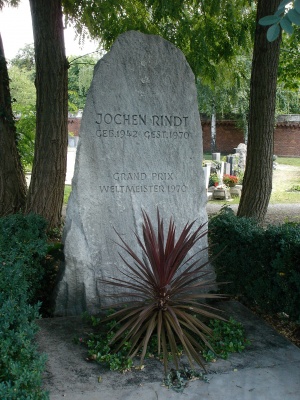 JOCHEN RINDT
GEB.1942 GEST.1970
GRAND PRIX
WELTMEISTER 1970